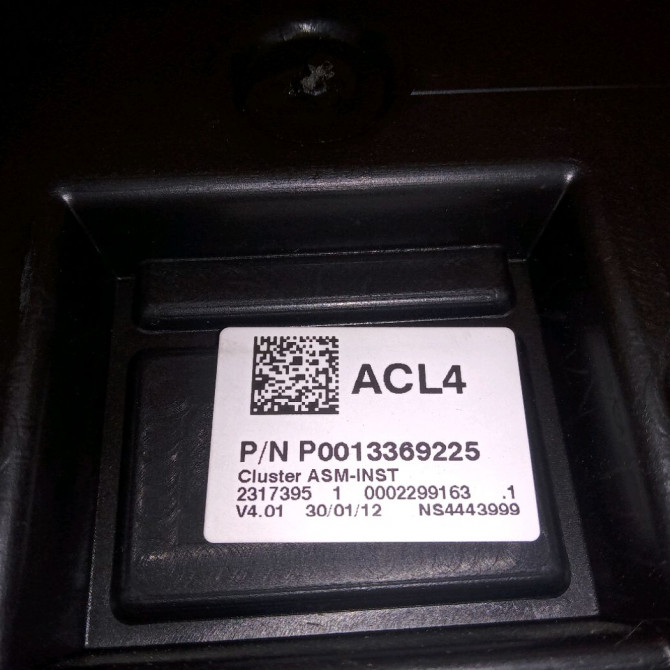 ACL4
P/N P0013369225
Cluster ASM-INST
2317395 1 0002299163 .1
V4.01 30/01/12 NS4443999